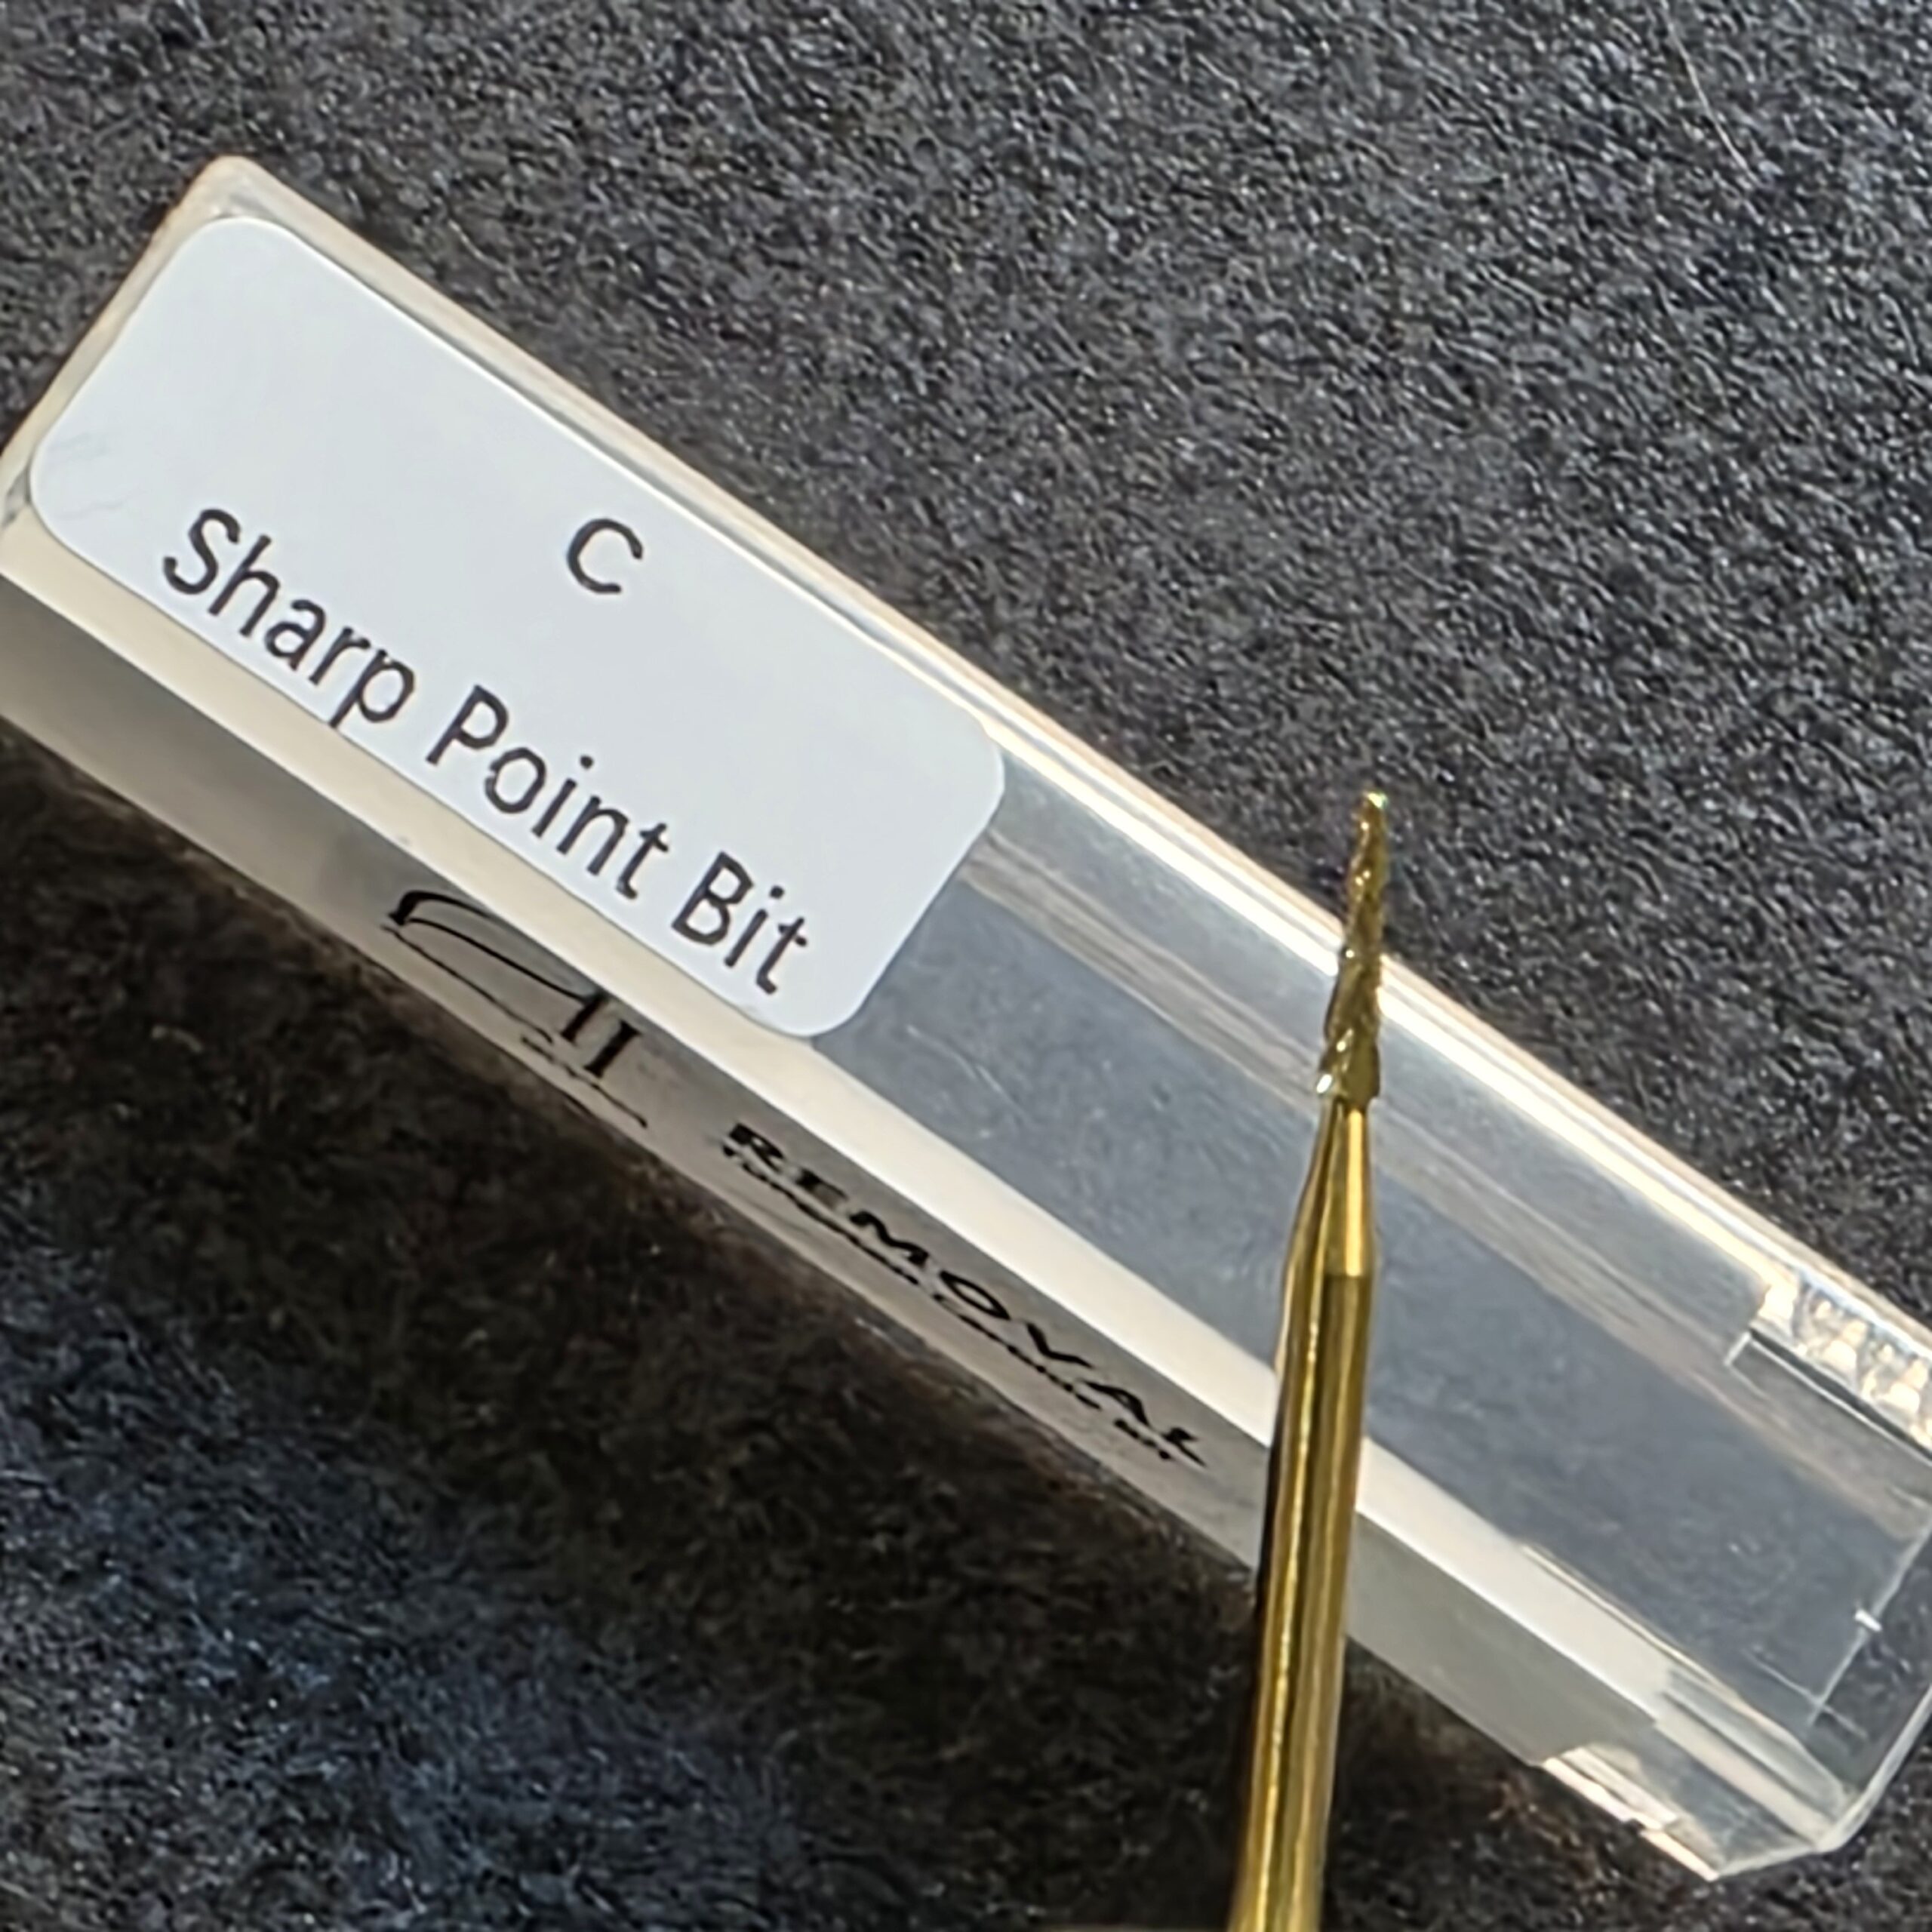 C
Sharp Point Bit
REMOVAL